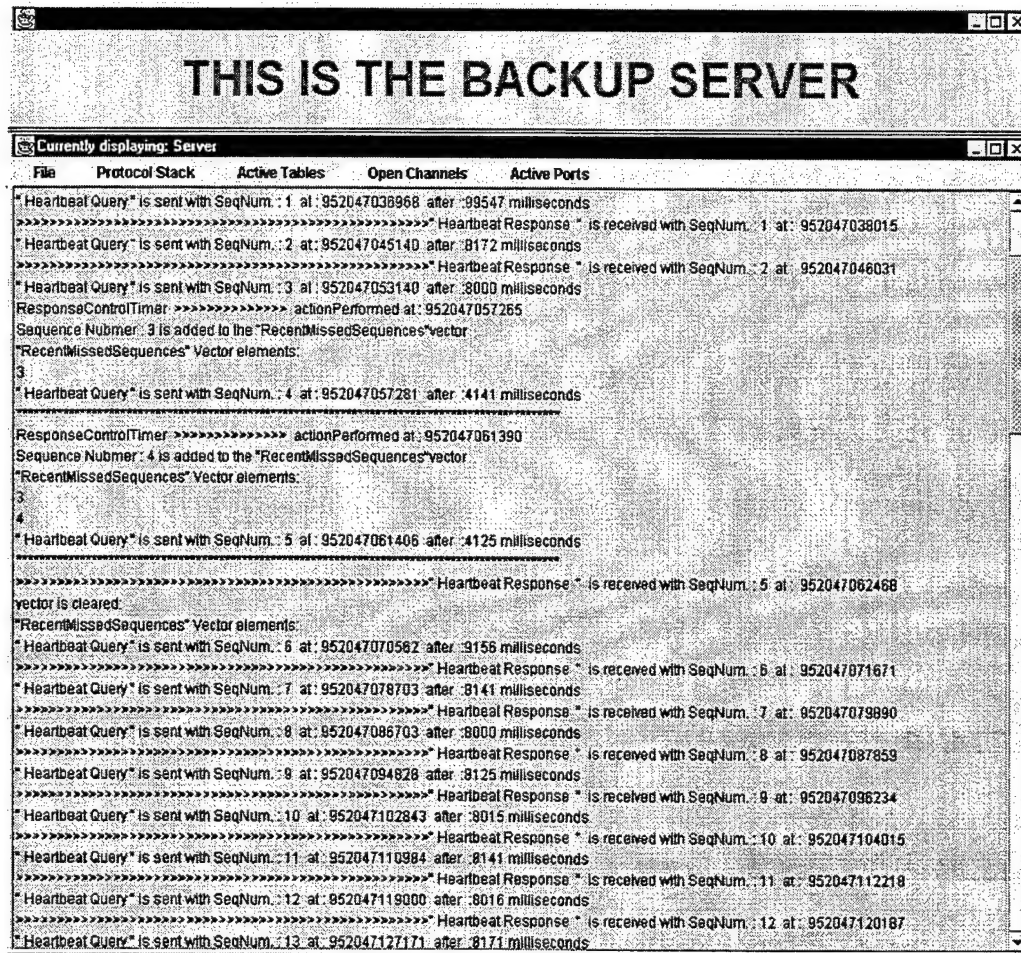 THIS IS THE BACKUP SERVER
Currently displaying: Server
File Protocol Stack Active Tables Open Channels Active Ports
" Heartbeat Query" is sent with SeqNum. : 1 at : 952047036968 after :99547 milliseconds
>>>>>>>>>>>>>>>>>>>>>>>>>>>>>>>>>>>>>>>>>>>>>>>>>>" Heartbeat Response " is received with SeqNum. : 1 at : 952047038015
" Heartbeat Query" is sent with SeqNum. : 2 at : 952047045140 after :8172 milliseconds
>>>>>>>>>>>>>>>>>>>>>>>>>>>>>>>>>>>>>>>>>>>>>>>>>>" Heartbeat Response " is received with SeqNum. : 2 at : 952047046031
" Heartbeat Query" is sent with SeqNum. : 3 at : 952047053140 after :8000 milliseconds
ResponseControlTimer >>>>>>>>>>>>>> actionPerformed at : 952047057265
Sequence Nubmer : 3 is added to the "RecentMissedSequences"vector
"RecentMissedSequences" Vector elements:
3
" Heartbeat Query" is sent with SeqNum. : 4 at : 952047057281 after :4141 milliseconds
ResponseControlTimer >>>>>>>>>>>>>> actionPerformed at : 952047061390
Sequence Nubmer : 4 is added to the "RecentMissedSequences"vector
"RecentMissedSequences" Vector elements:
3
4
" Heartbeat Query" is sent with SeqNum. : 5 at : 952047061406 after :4125 milliseconds
>>>>>>>>>>>>>>>>>>>>>>>>>>>>>>>>>>>>>>>>>>>>>>>>>>" Heartbeat Response " is received with SeqNum. : 5 at : 952047062468
vector is cleared:
"RecentMissedSequences" Vector elements:
" Heartbeat Query" is sent with SeqNum. : 6 at : 952047070562 after :9156 milliseconds
>>>>>>>>>>>>>>>>>>>>>>>>>>>>>>>>>>>>>>>>>>>>>>>>>>" Heartbeat Response " is received with SeqNum. : 6 at : 952047071671
" Heartbeat Query" is sent with SeqNum. : 7 at : 952047078703 after :8141 milliseconds
>>>>>>>>>>>>>>>>>>>>>>>>>>>>>>>>>>>>>>>>>>>>>>>>>>" Heartbeat Response " is received with SeqNum. : 7 at : 952047079890
" Heartbeat Query" is sent with SeqNum. : 8 at : 952047086703 after :8000 milliseconds
>>>>>>>>>>>>>>>>>>>>>>>>>>>>>>>>>>>>>>>>>>>>>>>>>>" Heartbeat Response " is received with SeqNum. : 8 at : 952047087859
" Heartbeat Query" is sent with SeqNum. : 9 at : 952047094828 after :8125 milliseconds
>>>>>>>>>>>>>>>>>>>>>>>>>>>>>>>>>>>>>>>>>>>>>>>>>>" Heartbeat Response " is received with SeqNum. : 9 at : 952047096234
" Heartbeat Query" is sent with SeqNum. : 10 at : 952047102843 after :8015 milliseconds
>>>>>>>>>>>>>>>>>>>>>>>>>>>>>>>>>>>>>>>>>>>>>>>>>>" Heartbeat Response " is received with SeqNum. : 10 at : 952047104015
" Heartbeat Query" is sent with SeqNum. : 11 at : 952047110984 after :8141 milliseconds
>>>>>>>>>>>>>>>>>>>>>>>>>>>>>>>>>>>>>>>>>>>>>>>>>>" Heartbeat Response " is received with SeqNum. : 11 at : 952047112218
" Heartbeat Query" is sent with SeqNum. : 12 at : 952047119000 after :8016 milliseconds
>>>>>>>>>>>>>>>>>>>>>>>>>>>>>>>>>>>>>>>>>>>>>>>>>>" Heartbeat Response " is received with SeqNum. : 12 at : 952047120187
" Heartbeat Query" is sent with SeqNum. : 13 at : 952047127171 after :8171 milliseconds